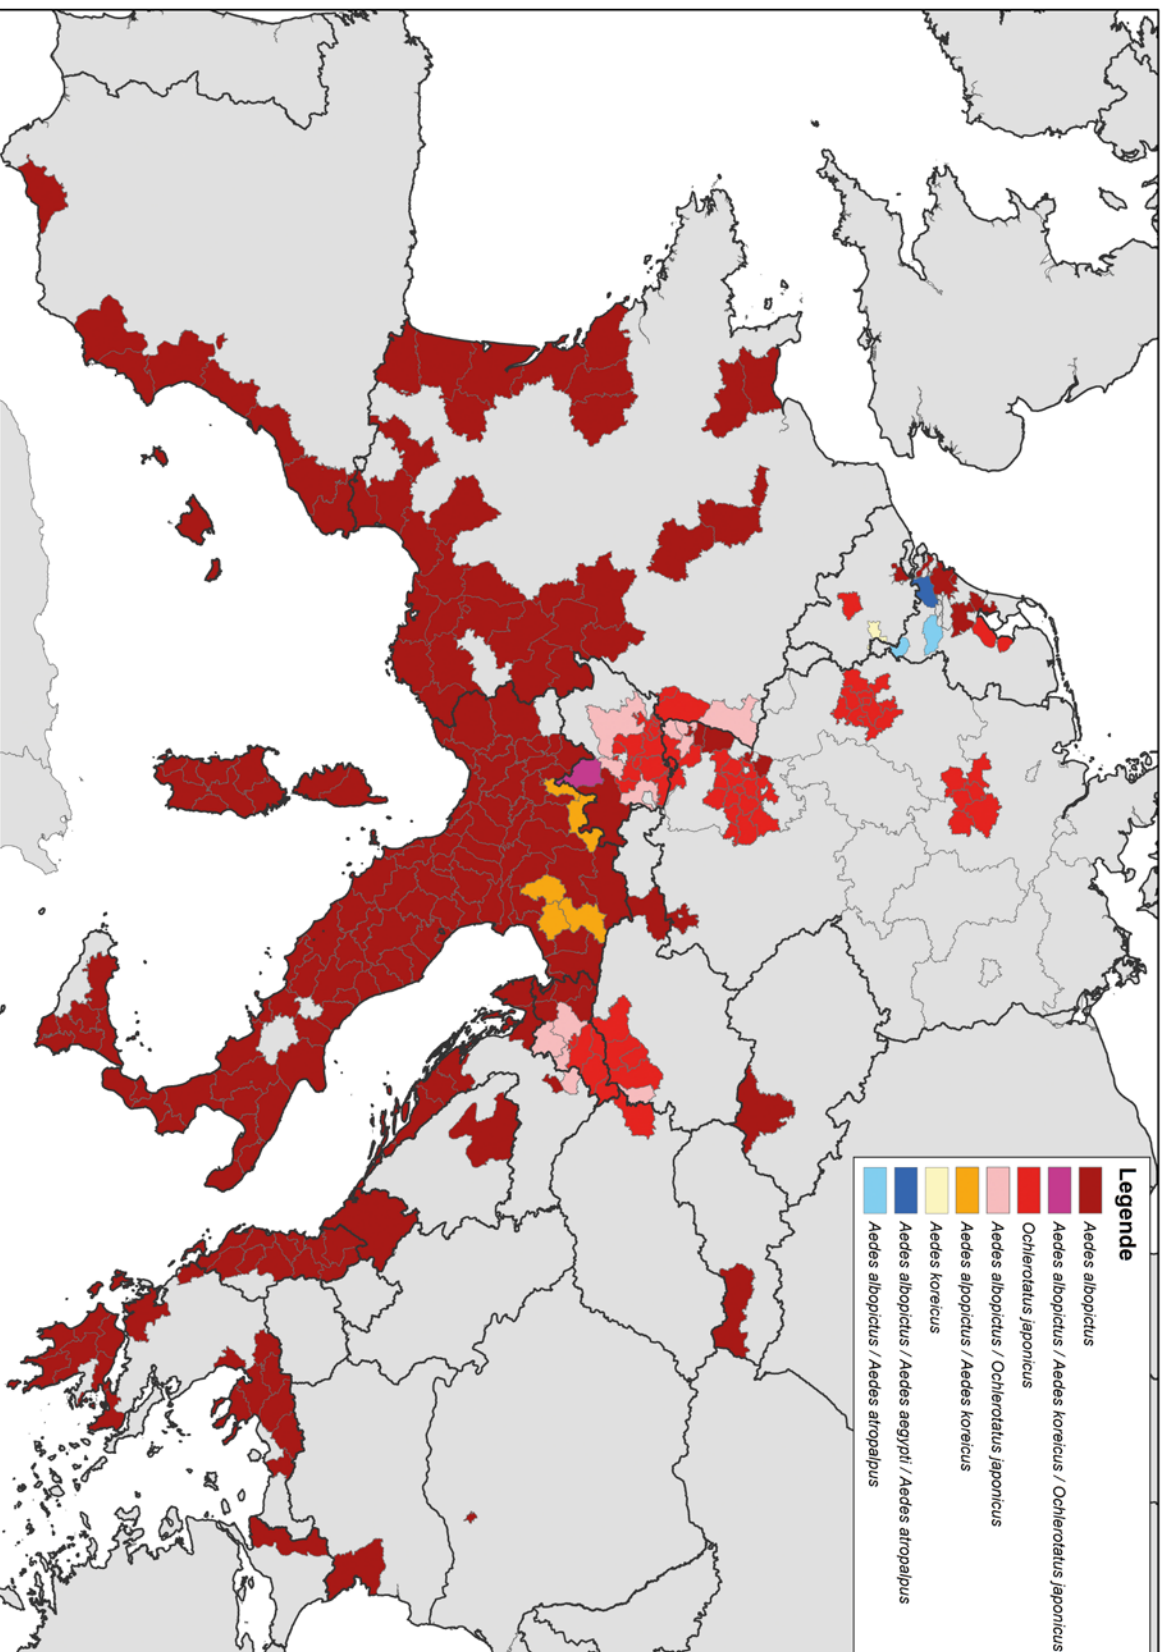 Legende
Aedes albopictus
Aedes albopictus / Aedes koreicus / Ochlerotatus japonicus
Ochlerotatus japonicus
Aedes albopictus / Ochlerotatus japonicus
Aedes alpopictus / Aedes koreicus
Aedes koreicus
Aedes albopictus / Aedes aegypti / Aedes atropalpus
Aedes albopictus / Aedes atropalpus